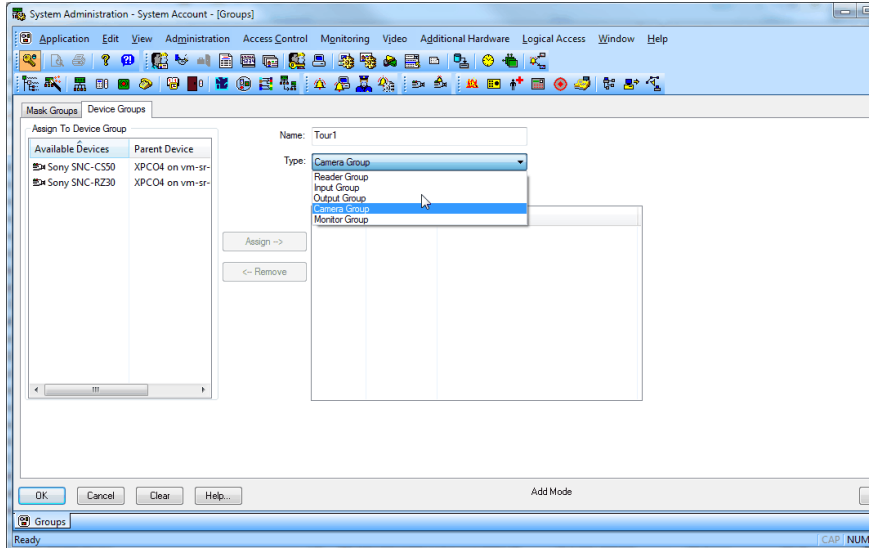 System Administration - System Account - [Groups]
Application Edit View Administration Access Control Monitoring Video Additional Hardware Logical Access Window Help
Mask Groups Device Groups
Assign To Device Group
Available Devices Parent Device
Sony SNC-CS50 XPCO4 on vm-sr-
Sony SNC-RZ30 XPCO4 on vm-sr-
Name: Tour1
Type: Camera Group
Reader Group
Input Group
Output Group
Camera Group
Monitor Group
Assign -->
<-- Remove
OK Cancel Clear Help... Add Mode
Groups
Ready CAP NUM